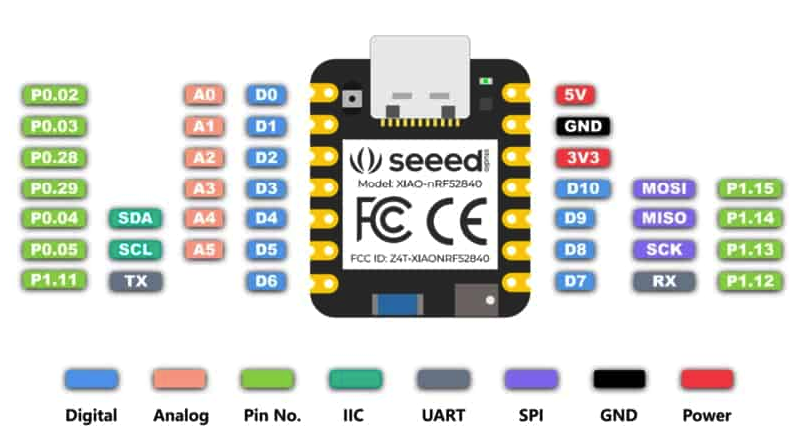 P0.02 A0 D0 5V
P0.03 A1 D1 GND
P0.28 A2 D2 3V3
P0.29 A3 D3 D10 MOSI P1.15
P0.04 SDA A4 D4 D9 MISO P1.14
P0.05 SCL A5 D5 D8 SCK P1.13
P1.11 TX D6 D7 RX P1.12
seeed studio
Model: XIAO-nRF52840
FC CE
FCC ID: Z4T-XIAONRF52840
Digital Analog Pin No. IIC UART SPI GND Power